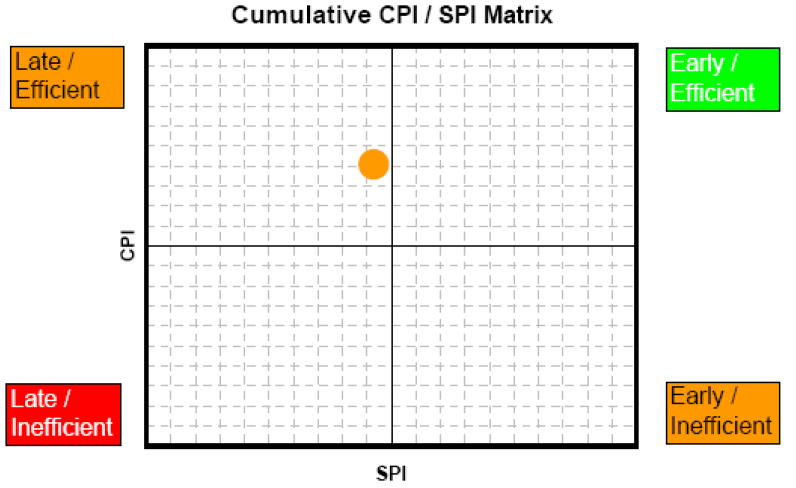 Cumulative CPI / SPI Matrix
Late /
Efficient
Early /
Efficient
CPI
Late /
Inefficient
Early /
Inefficient
SPI